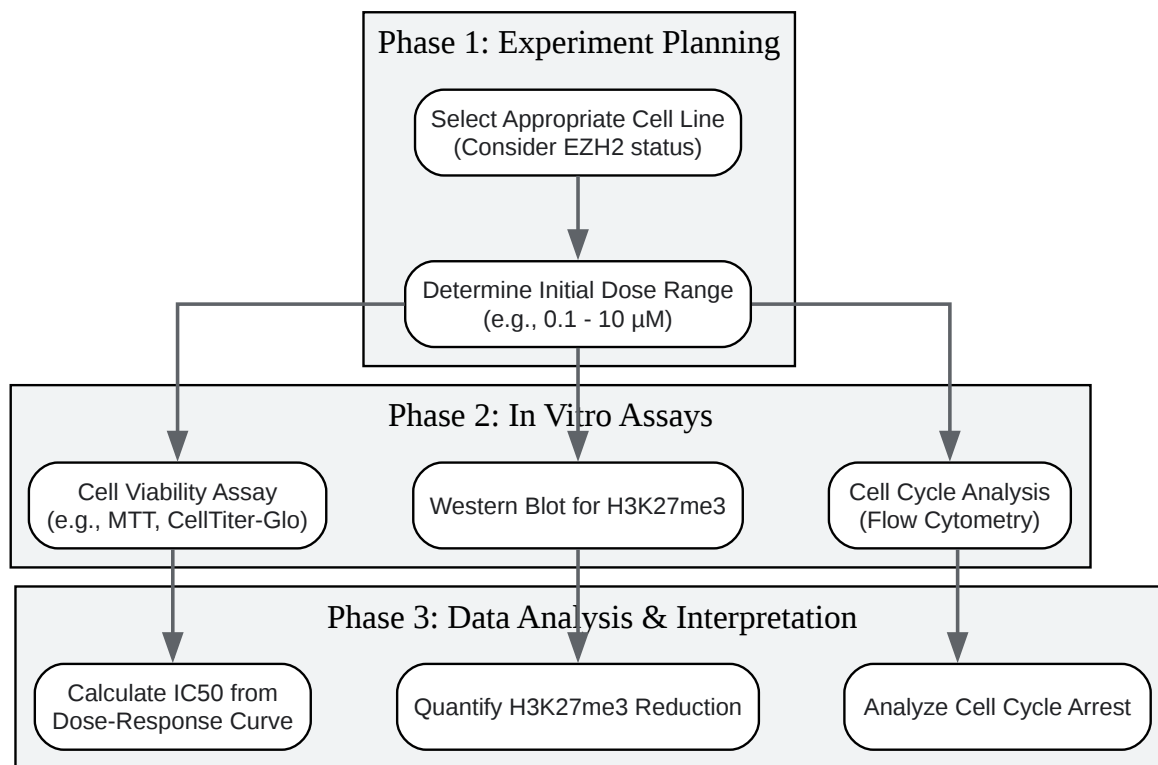 Phase 1: Experiment Planning
Select Appropriate Cell Line
(Consider EZH2 status)
Determine Initial Dose Range
(e.g., 0.1 - 10 µM)
Phase 2: In Vitro Assays
Cell Viability Assay
(e.g., MTT, CellTiter-Glo)
Western Blot for H3K27me3
Cell Cycle Analysis
(Flow Cytometry)
Phase 3: Data Analysis & Interpretation
Calculate IC50 from
Dose-Response Curve
Quantify H3K27me3 Reduction
Analyze Cell Cycle Arrest